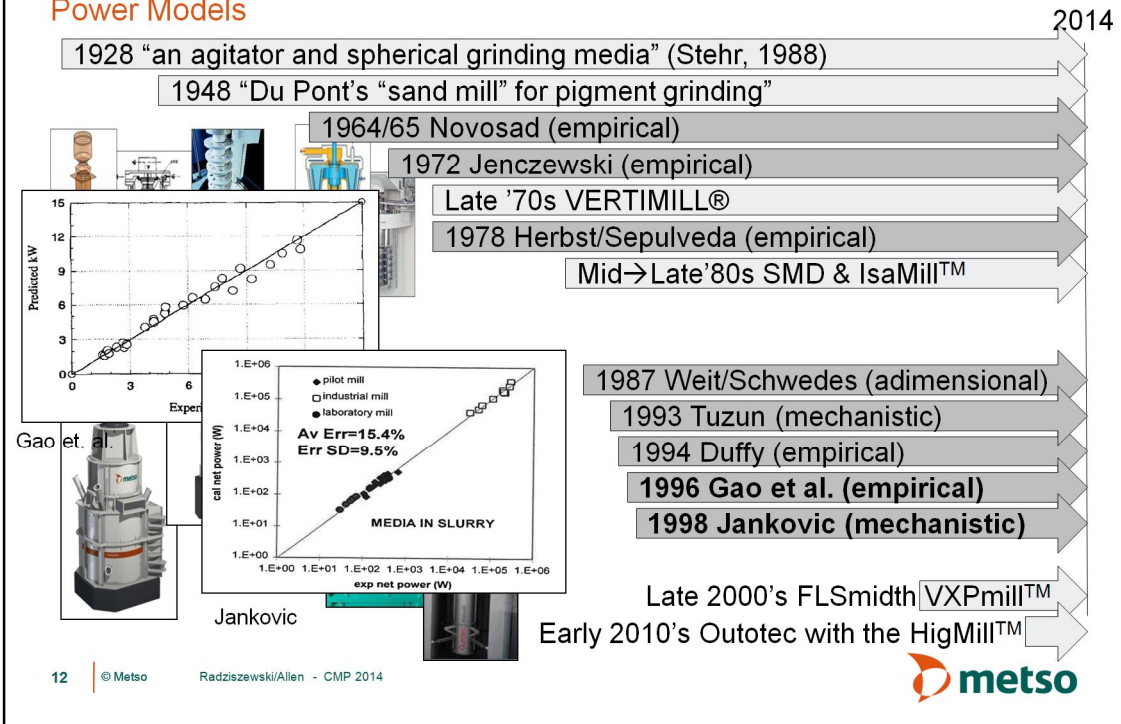 Power Models
2014
1928 “an agitator and spherical grinding media” (Stehr, 1988)
1948 “Du Pont’s “sand mill” for pigment grinding”
1964/65 Novosad (empirical)
1972 Jenczewski (empirical)
Late ’70s VERTIMILL®
1978 Herbst/Sepulveda (empirical)
Mid→Late’80s SMD & IsaMill™
15
12
9
6
3
0
Predicted kW
0 3 6
Experi
Gao et. al.
1.E+06
1.E+05
1.E+04
1.E+03
1.E+02
1.E+01
1.E+00
cal net power (W)
pilot mill
industrial mill
laboratory mill
Av Err=15.4%
Err SD=9.5%
MEDIA IN SLURRY
1.E+00 1.E+01 1.E+02 1.E+03 1.E+04 1.E+05 1.E+06
exp net power (W)
Jankovic
metso
1987 Weit/Schwedes (adimensional)
1993 Tuzun (mechanistic)
1994 Duffy (empirical)
1996 Gao et al. (empirical)
1998 Jankovic (mechanistic)
Late 2000’s FLSmidth VXPmill™
Early 2010’s Outotec with the HigMill™
12 © Metso Radziszewski/Allen - CMP 2014
metso